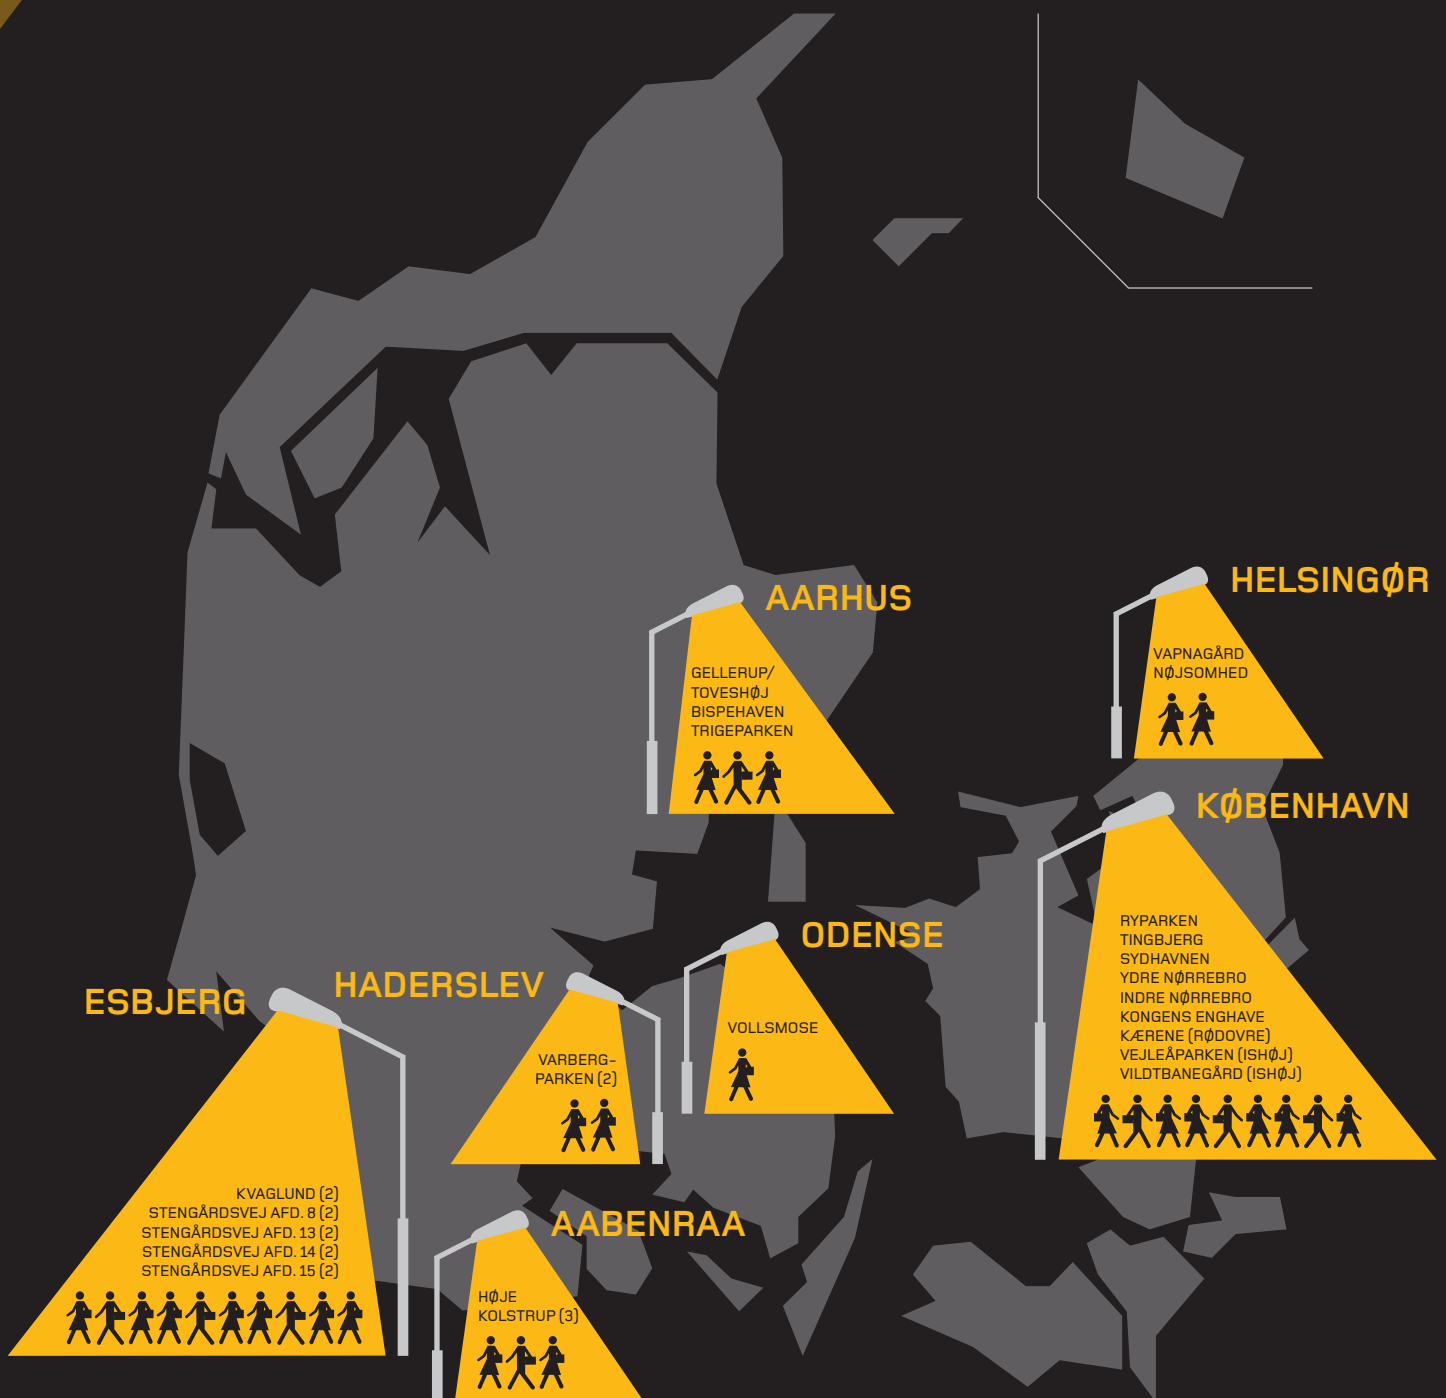 HELSINGØR
VAPNAGÅRD
NØJSOMHED
AARHUS
GELLERUP/
TOVESHØJ
BISPEHAVEN
TRIGEPARKEN
KØBENHAVN
RYPARKEN
TINGBJERG
SYDHAVNEN
YDRE NØRREBRO
INDRE NØRREBRO
KONGENS ENGHAVE
KÆRENE (RØDOVRE)
VEJLEÅPARKEN (ISHØJ)
VILDTBANEGÅRD (ISHØJ)
ODENSE
VOLLSMOSE
HADERSLEV
VARBERG-
PARKEN (2)
ESBJERG
KVAGLUND (2)
STENGÅRDSVEJ AFD. 8 (2)
STENGÅRDSVEJ AFD. 13 (2)
STENGÅRDSVEJ AFD. 14 (2)
STENGÅRDSVEJ AFD. 15 (2)
AABENRAA
HØJE
KOLSTRUP (3)